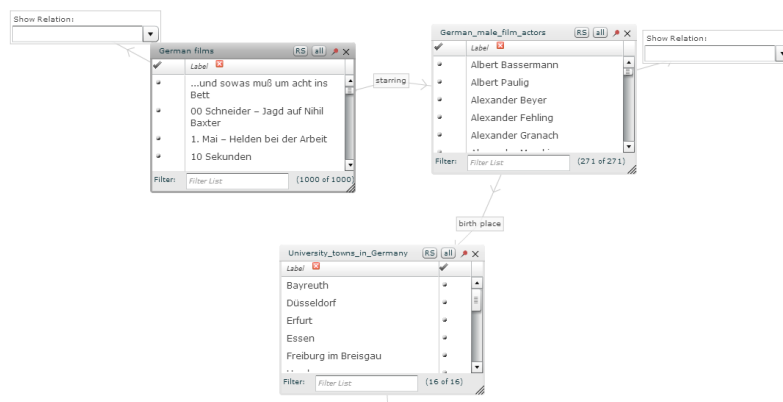 Show Relation:
German films
RS
all
Label
...und sowas muß um acht ins
Bett
00 Schneider – Jagd auf Nihil
Baxter
1. Mai – Helden bei der Arbeit
10 Sekunden
Filter:
Filter List
(1000 of 1000)
starring
German_male_film_actors
RS
all
Label
Albert Bassermann
Albert Paulig
Alexander Beyer
Alexander Fehling
Alexander Granach
Filter:
Filter List
(271 of 271)
Show Relation:
birth place
University_towns_in_Germany
RS
all
Label
Bayreuth
Düsseldorf
Erfurt
Essen
Freiburg im Breisgau
Filter:
Filter List
(16 of 16)